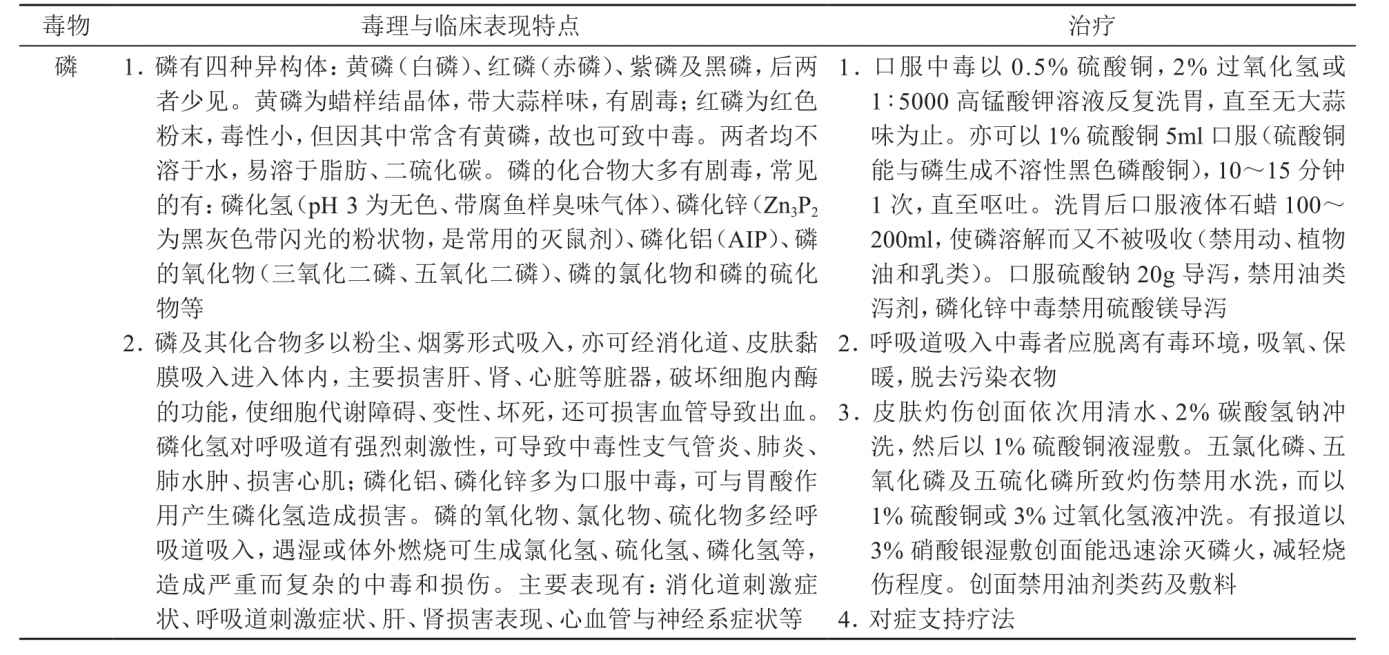 毒物 毒理与临床表现特点 治疗
磷
1. 磷有四种异构体：黄磷（白磷）、红磷（赤磷）、紫磷及黑磷，后两
者少见。黄磷为蜡样结晶体，带大蒜样味，有剧毒；红磷为红色
粉末，毒性小，但因其中常含有黄磷，故也可致中毒。两者均不
溶于水，易溶于脂肪、二硫化碳。磷的化合物大多有剧毒，常见
的有：磷化氢（pH 3 为无色、带腐鱼样臭味气体）、磷化锌（Zn₃P₂
为黑灰色带闪光的粉状物，是常用的灭鼠剂）、磷化铝（AIP）、磷
的氧化物（三氧化二磷、五氧化二磷）、磷的氯化物和磷的硫化
物等
2. 磷及其化合物多以粉尘、烟雾形式吸入，亦可经消化道、皮肤黏
膜吸入进入体内，主要损害肝、肾、心脏等脏器，破坏细胞内酶
的功能，使细胞代谢障碍、变性、坏死，还可损害血管导致出血。
磷化氢对呼吸道有强烈刺激性，可导致中毒性支气管炎、肺炎、
肺水肿、损害心肌；磷化铝、磷化锌多为口服中毒，可与胃酸作
用产生磷化氢造成损害。磷的氧化物、氯化物、硫化物多经呼
吸道吸入，遇湿或体外燃烧可生成氯化氢、硫化氢、磷化氢等，
造成严重而复杂的中毒和损伤。主要表现有：消化道刺激症
状、呼吸道刺激症状、肝、肾损害表现、心血管与神经系症状等
1. 口服中毒以 0.5% 硫酸铜，2% 过氧化氢或
1∶5000 高锰酸钾溶液反复洗胃，直至无大蒜
味为止。亦可以 1% 硫酸铜 5ml 口服（硫酸铜
能与磷生成不溶性黑色磷酸铜），10～15 分钟
1 次，直至呕吐。洗胃后口服液体石蜡 100～
200ml，使磷溶解而又不被吸收（禁用动、植物
油和乳类）。口服硫酸钠 20g 导泻，禁用油类
泻剂，磷化锌中毒禁用硫酸镁导泻
2. 呼吸道吸入中毒者应脱离有毒环境，吸氧、保
暖，脱去污染衣物
3. 皮肤灼伤创面依次用清水、2% 碳酸氢钠冲
洗，然后以 1% 硫酸铜液湿敷。五氯化磷、五
氧化磷及五硫化磷所致灼伤禁用水洗，而以
1% 硫酸铜或 3% 过氧化氢液冲洗。有报道以
3% 硝酸银湿敷创面能迅速涂灭磷火，减轻烧
伤程度。创面禁用油剂类药及敷料
4. 对症支持疗法